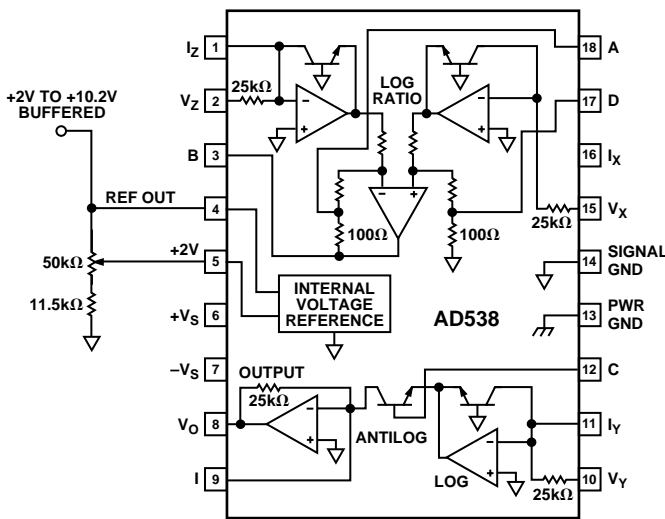 I_Z 1
25kΩ
V_Z 2
B 3
+2V TO +10.2V
BUFFERED
REF OUT 4
+2V 5
50kΩ
11.5kΩ
+V_S 6
–V_S 7
V_O 8
I 9
LOG
RATIO
100Ω
100Ω
INTERNAL
VOLTAGE
REFERENCE
AD538
OUTPUT
25kΩ
ANTILOG
LOG
25kΩ
25kΩ
18 A
17 D
16 I_X
15 V_X
14 SIGNAL
GND
13 PWR
GND
12 C
11 I_Y
10 V_Y